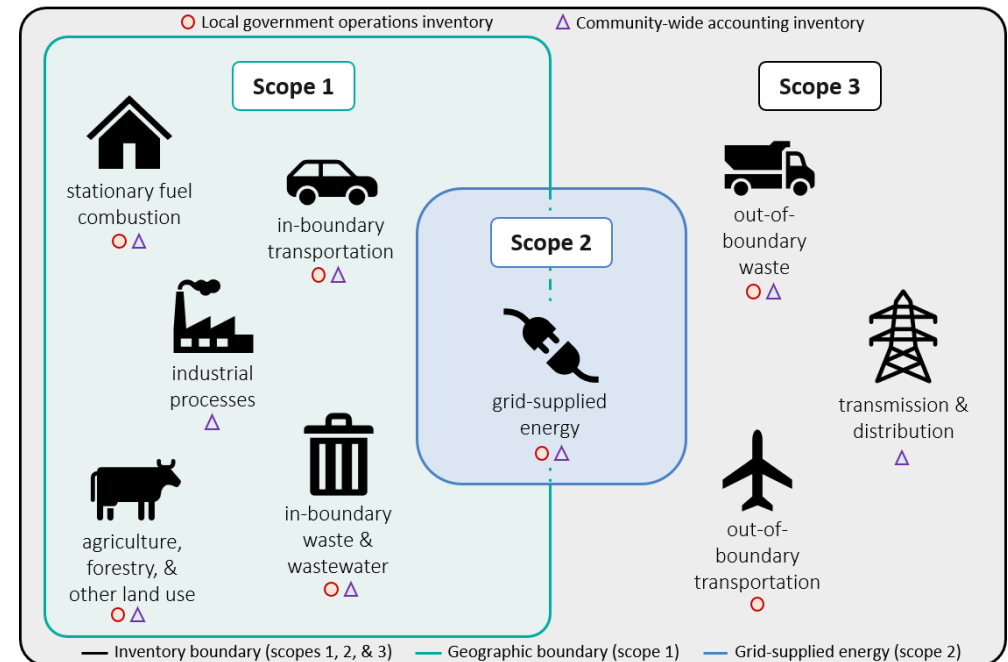 Local government operations inventory
Community-wide accounting inventory
Scope 1
Scope 3
stationary fuel
combustion
in-boundary
transportation
out-of-
boundary
waste
Scope 2
industrial
processes
grid-supplied
energy
transmission &
distribution
agriculture,
forestry, &
other land use
in-boundary
waste &
wastewater
out-of-
boundary
transportation
Inventory boundary (scopes 1, 2, & 3)
Geographic boundary (scope 1)
Grid-supplied energy (scope 2)